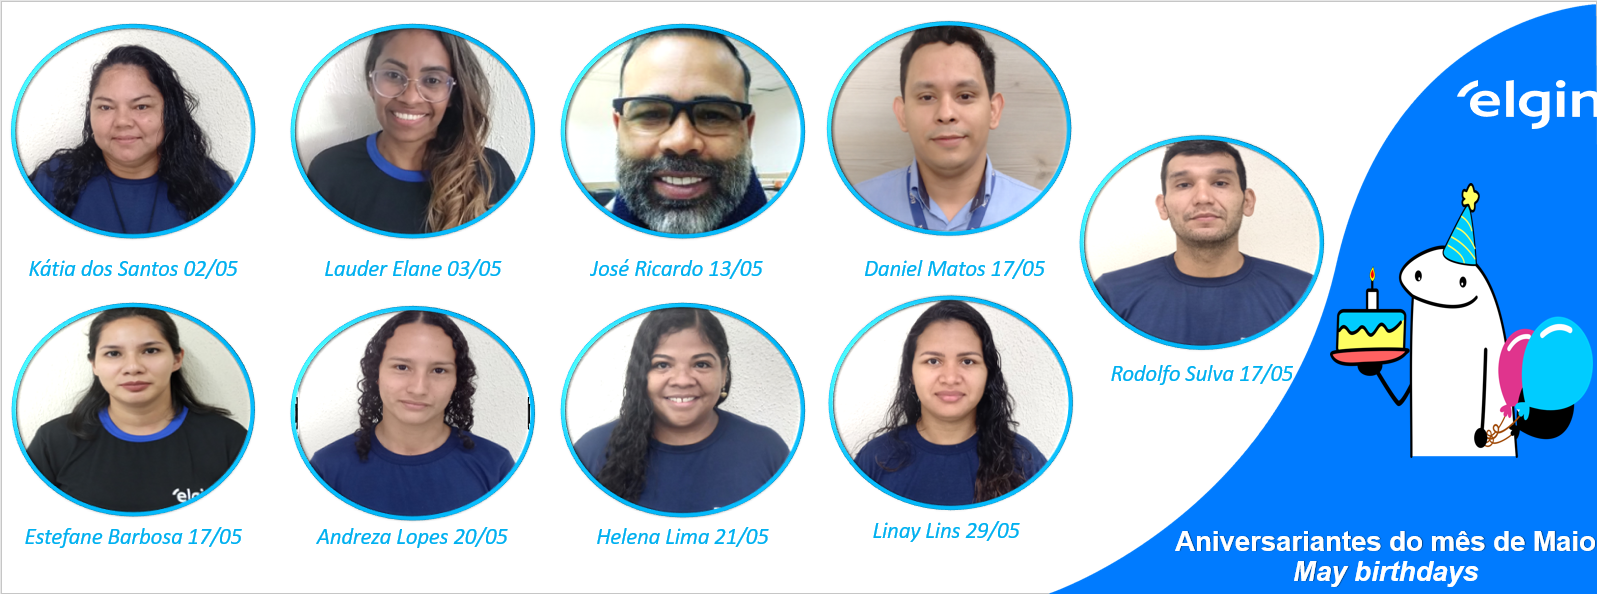 elgin
Kátia dos Santos 02/05
Lauder Elane 03/05
José Ricardo 13/05
Daniel Matos 17/05
Rodolfo Sulva 17/05
Estefane Barbosa 17/05
Andreza Lopes 20/05
Helena Lima 21/05
Linay Lins 29/05
Aniversariantes do mês de Maio
May birthdays